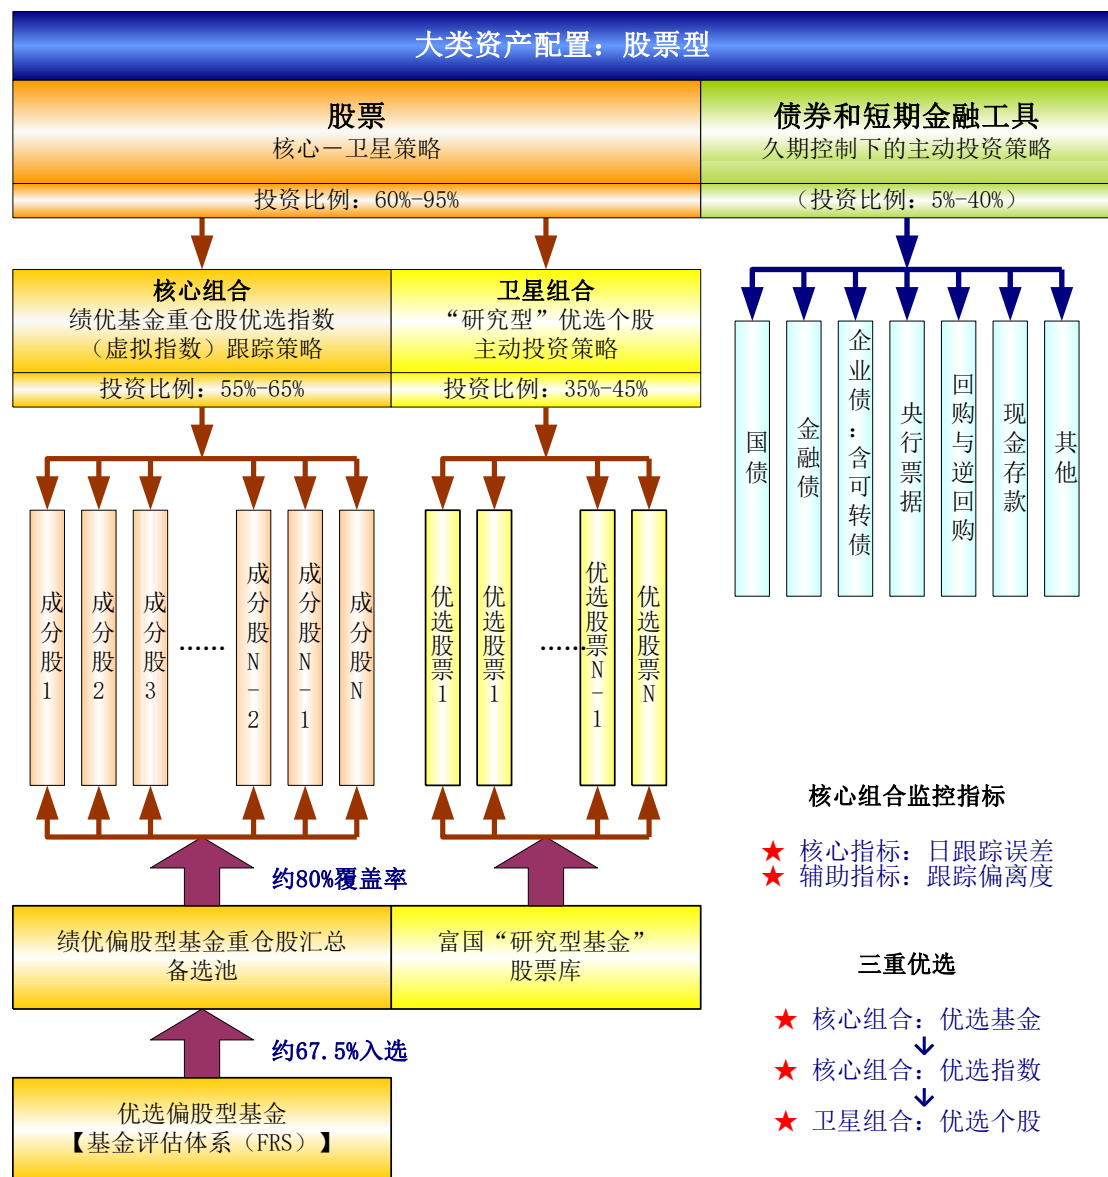 大类资产配置：股票型
股票
核心－卫星策略
投资比例：60%-95%
债券和短期金融工具
久期控制下的主动投资策略
（投资比例：5%-40%）
核心组合
绩优基金重仓股优选指数
（虚拟指数）跟踪策略
投资比例：55%-65%
卫星组合
“研究型”优选个股
主动投资策略
投资比例：35%-45%
国债
金融债
企业债：含可转债
央行票据
回购与逆回购
现金存款
其他
成分股1
成分股2
成分股3
……
成分股N-2
成分股N-1
成分股N
优选股票1
优选股票1
……
优选股票N-1
优选股票N
约80%覆盖率
绩优偏股型基金重仓股汇总
备选池
富国“研究型基金”
股票库
约67.5%入选
优选偏股型基金
【基金评估体系（FRS）】
核心组合监控指标
★ 核心指标：日跟踪误差
★ 辅助指标：跟踪偏离度
三重优选
★ 核心组合：优选基金
★ 核心组合：优选指数
★ 卫星组合：优选个股